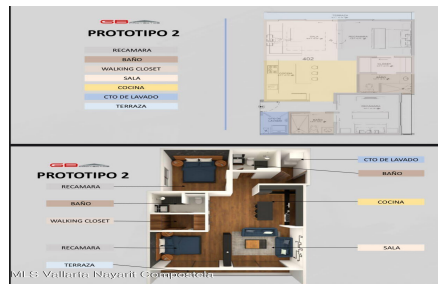 PROTOTIPO 2
RECAMARA
BAÑO
WALKING CLOSET
SALA
COCINA
CTO DE LAVADO
TERRAZA
402
PROTOTIPO 2
RECAMARA
BAÑO
WALKING CLOSET
RECAMARA
TERRAZA
CTO DE LAVADO
BAÑO
COCINA
SALA
MLS Vallarta Nayarit Compostela